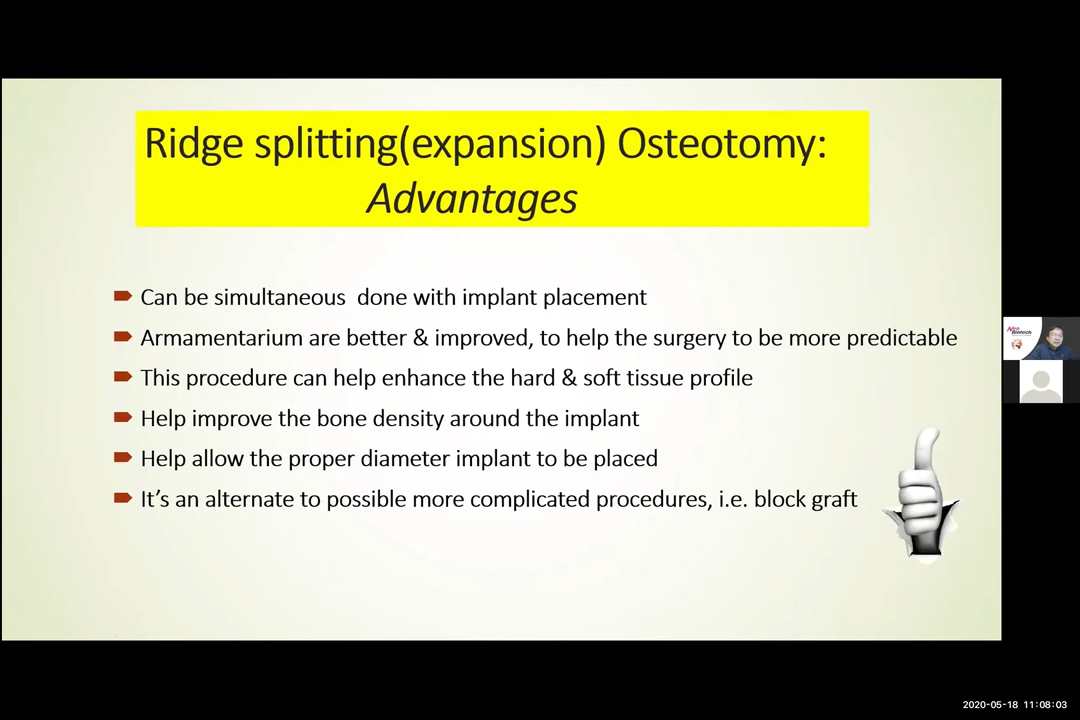 Ridge splitting(expansion) Osteotomy:
Advantages
Can be simultaneous done with implant placement
Armamentarium are better & improved, to help the surgery to be more predictable
This procedure can help enhance the hard & soft tissue profile
Help improve the bone density around the implant
Help allow the proper diameter implant to be placed
It's an alternate to possible more complicated procedures, i.e. block graft
Neo
Biotech
2020-05-18 11:08:03